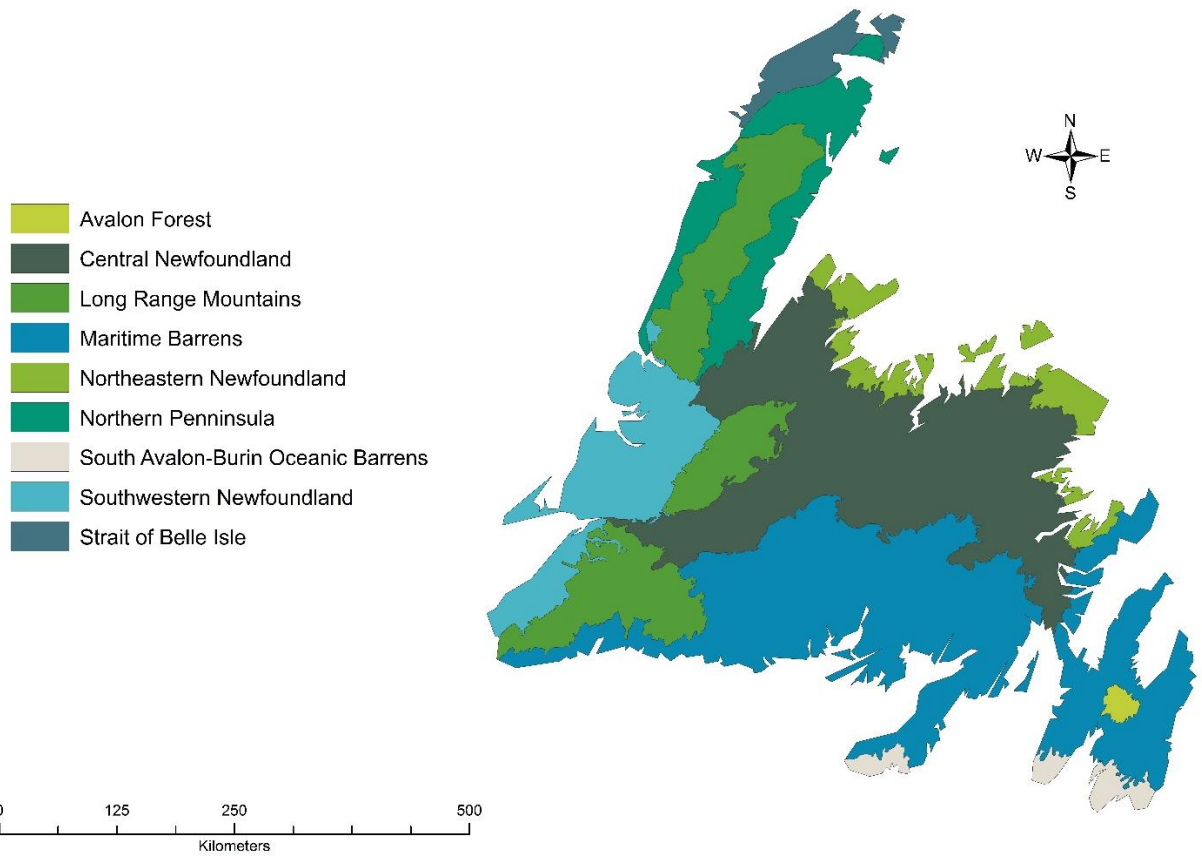 N
W E
S
Avalon Forest
Central Newfoundland
Long Range Mountains
Maritime Barrens
Northeastern Newfoundland
Northern Penninsula
South Avalon-Burin Oceanic Barrens
Southwestern Newfoundland
Strait of Belle Isle
0 125 250 500
Kilometers